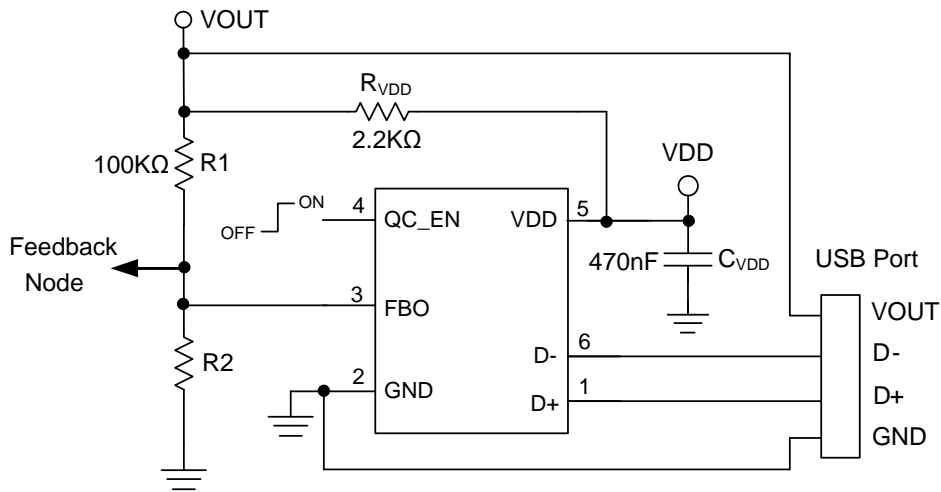 VOUT
RVDD
2.2KΩ
100KΩ
R1
VDD
4
ON
OFF
QC_EN
VDD
5
470nF
CVDD
USB Port
Feedback
Node
3
FBO
VOUT
R2
D-
6
D-
2
GND
D+
1
D+
GND